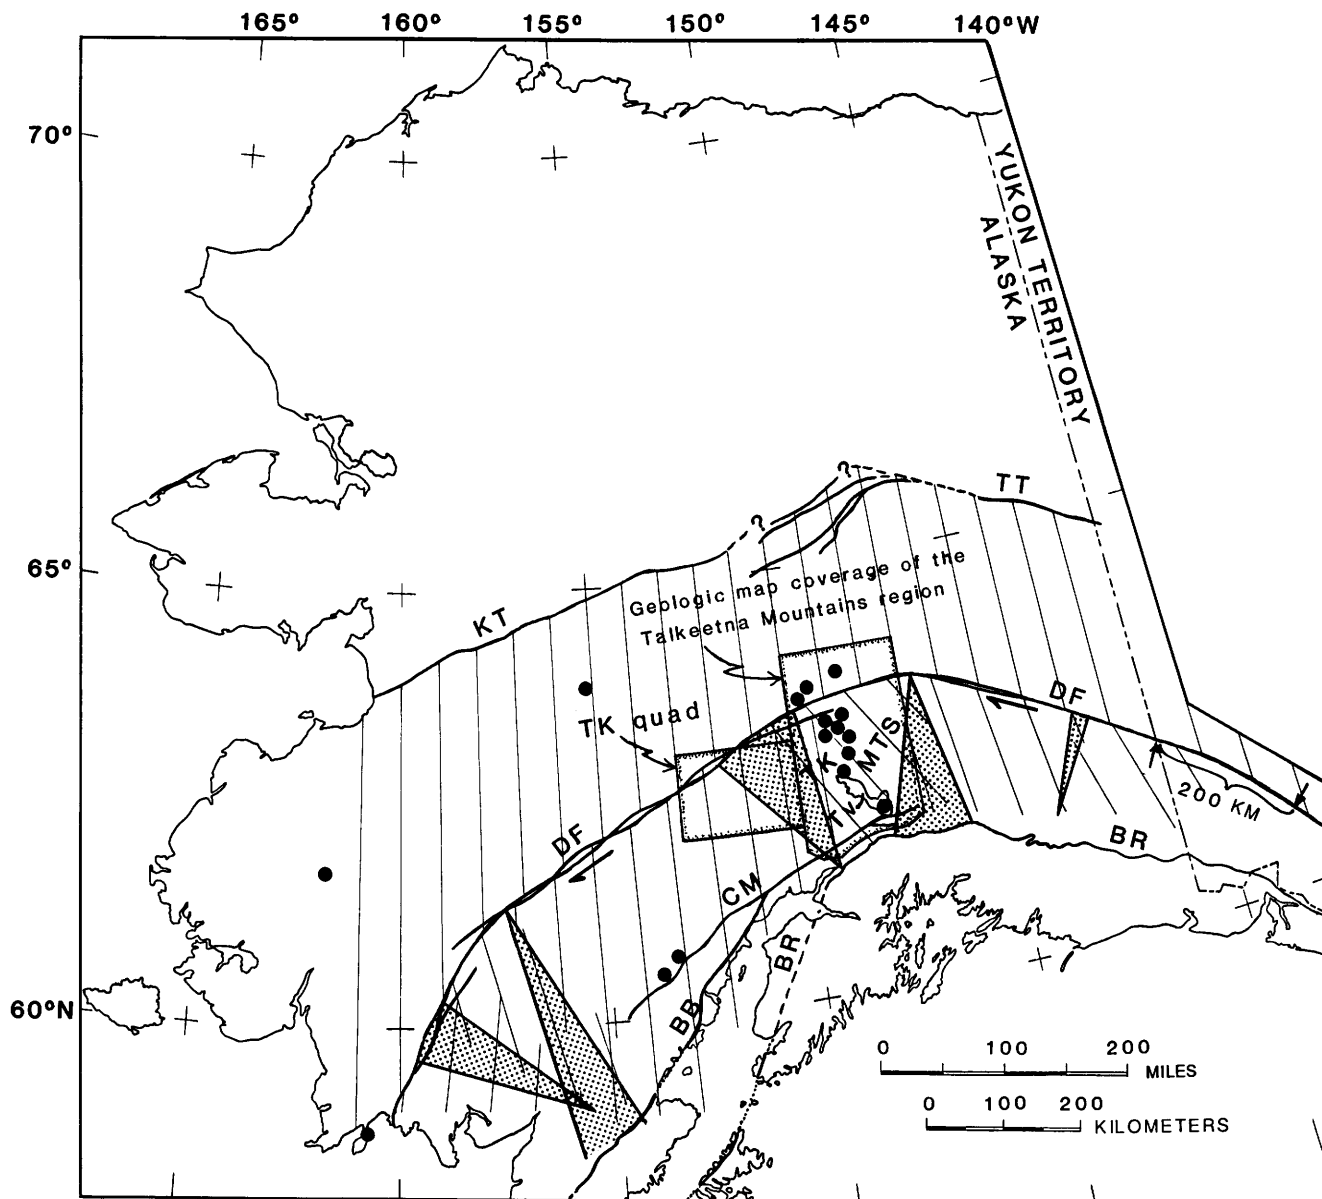 165° 160° 155° 150° 145° 140°W
70°
YUKON TERRITORY
ALASKA
TT
65°
Geologic map coverage of the
Talkeetna Mountains region
KT
DF
TK quad
MTS
TK
Tv
200 KM
DF
BR
CM
BR
60°N
BB
0 100 200
MILES
0 100 200
KILOMETERS
?
?